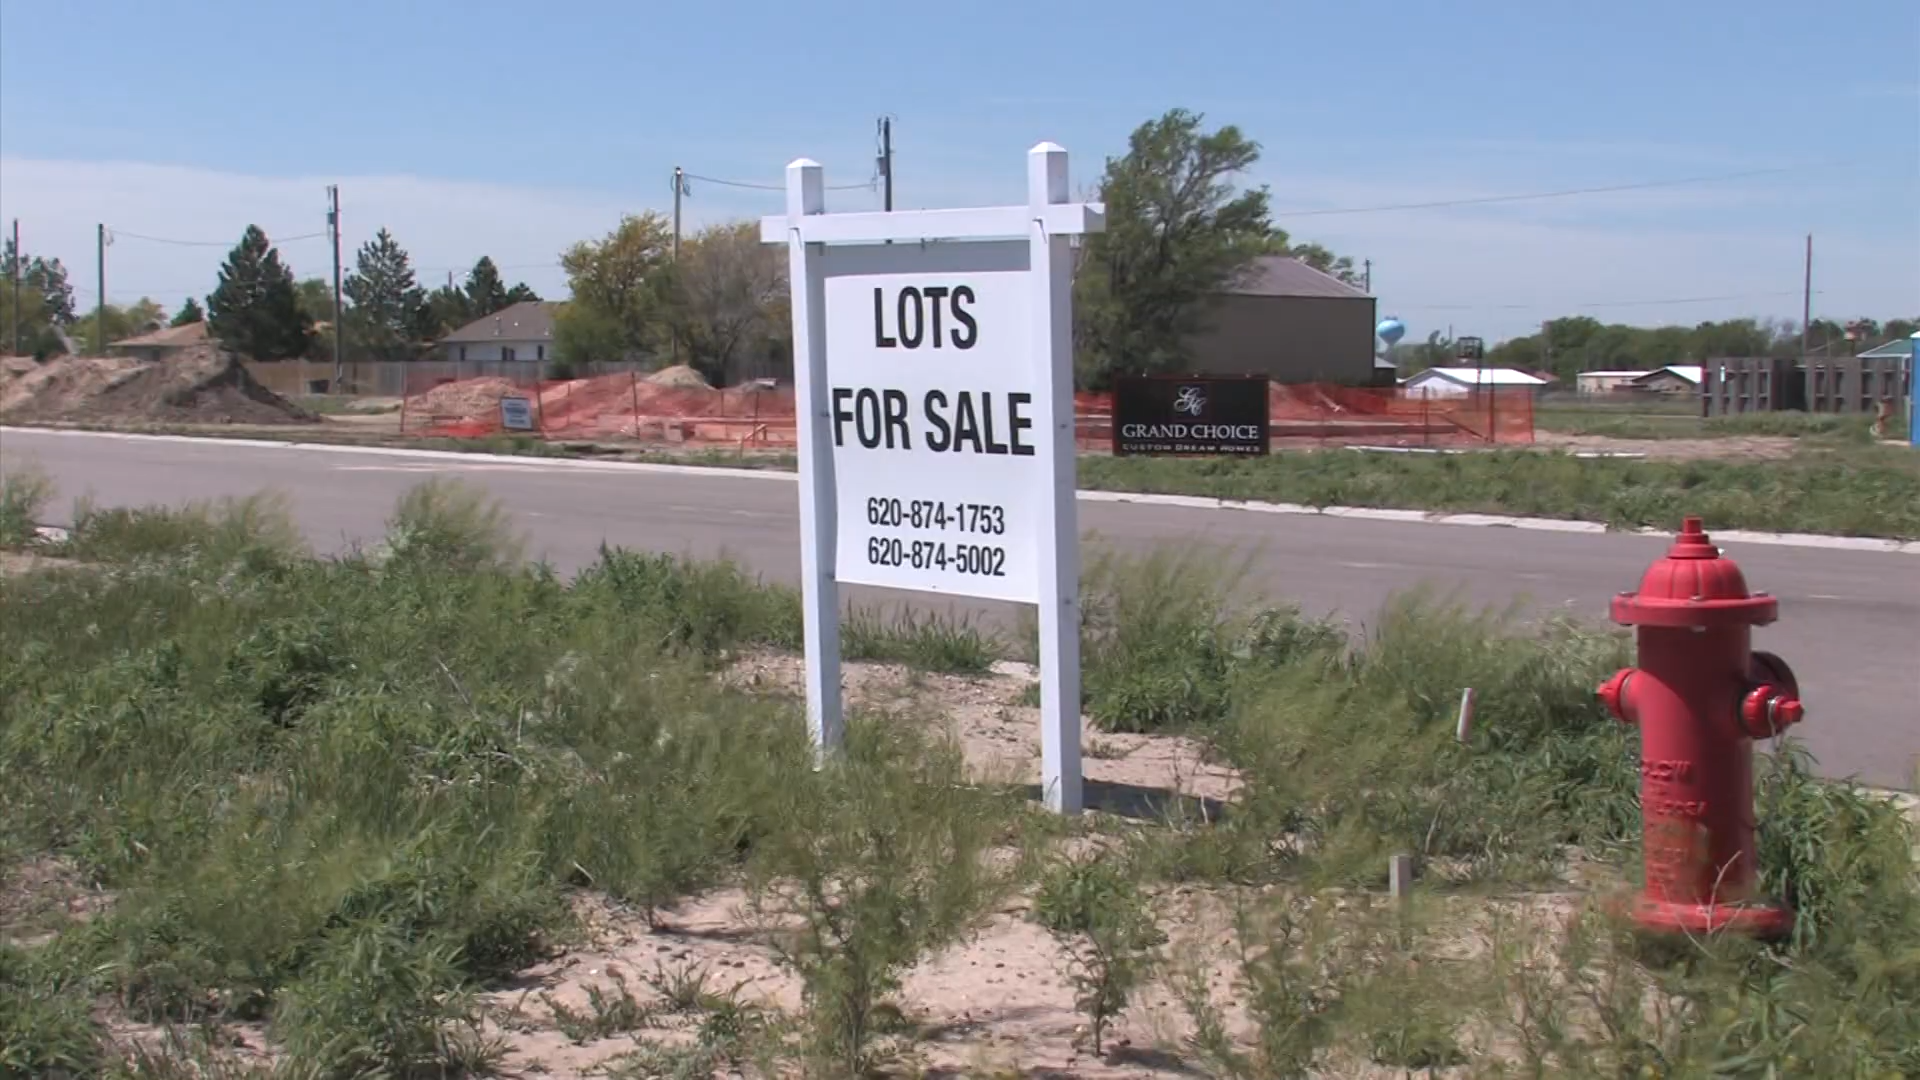 LOTS
FOR SALE
620-874-1753
620-874-5002
GRAND CHOICE
CUSTOM DREAM HOMES